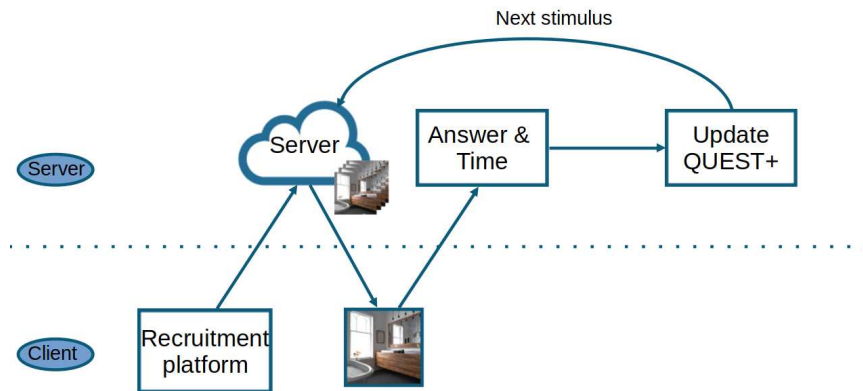 Next stimulus
Server
Answer &
Time
Update
QUEST+
Server
Recruitment
platform
Client